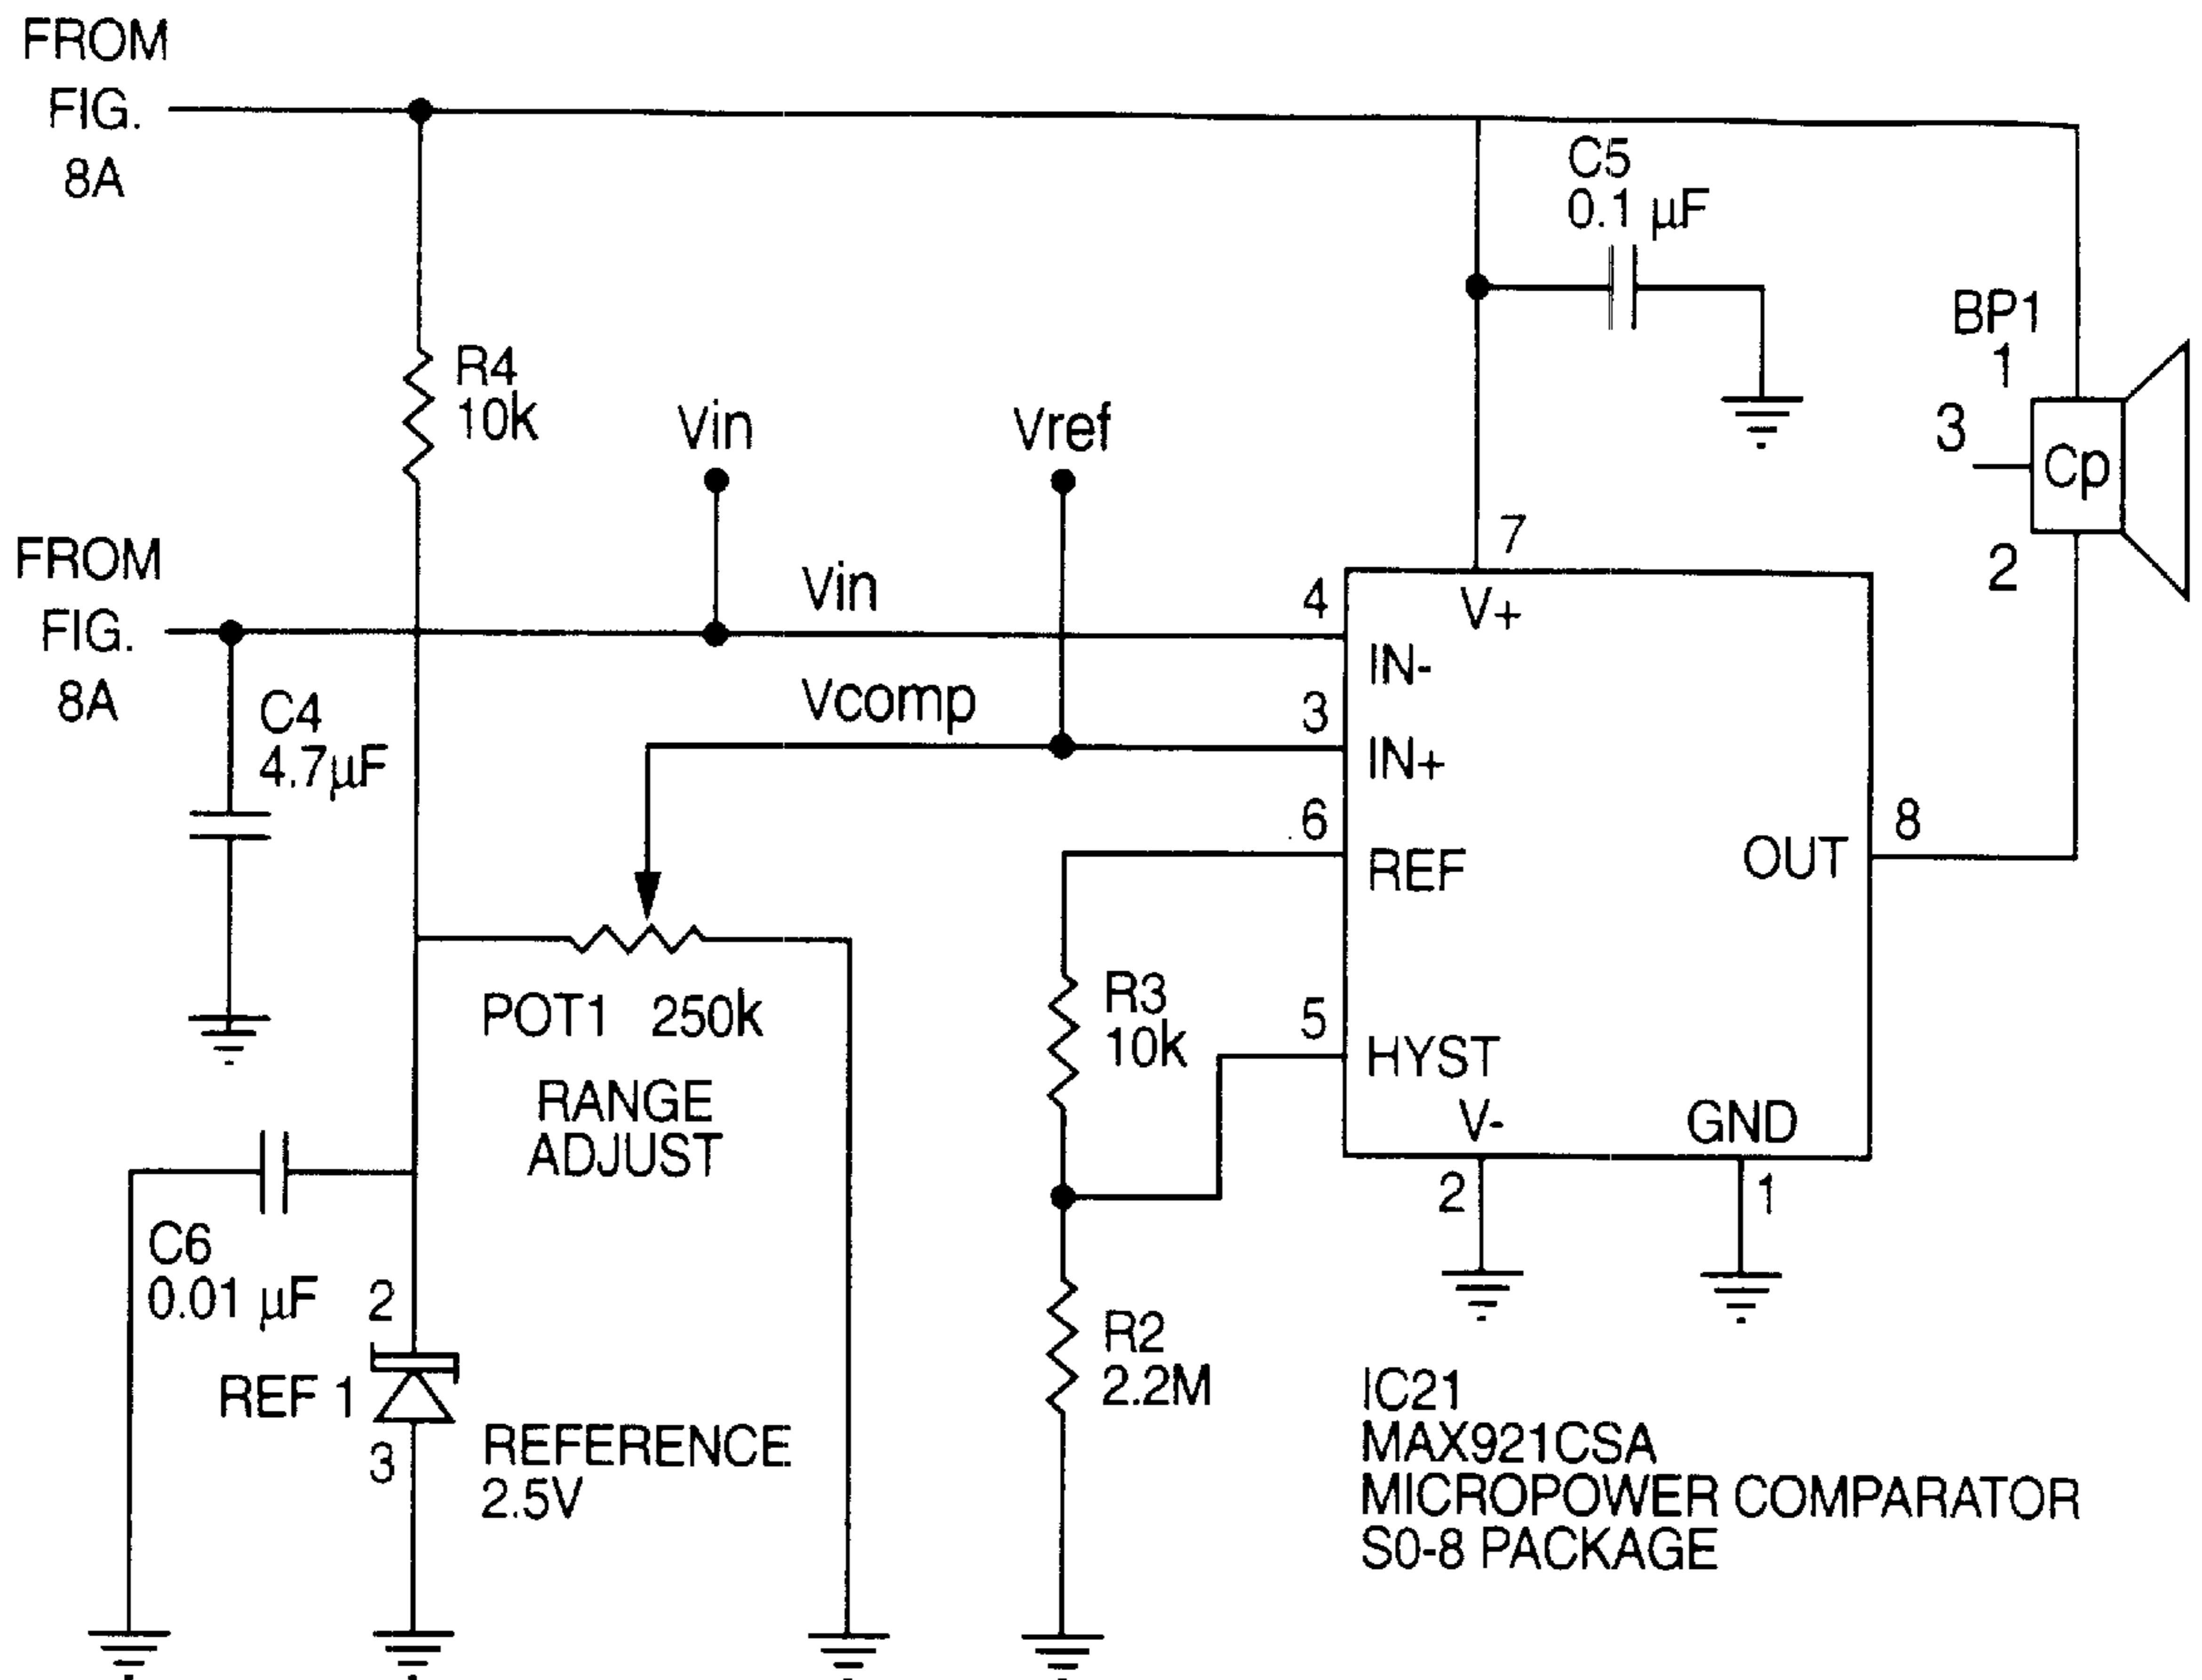 FROM
FIG.
8A
C5
0.1 µF
BP1
1
3
Cp
2
R4
10k
Vin
Vref
7
FROM
FIG.
8A
Vin
4
V+
IN-
C4
4.7µF
Vcomp
3
IN+
6
REF
8
OUT
POT1 250k
RANGE
ADJUST
R3
10k
5
HYST
V-
GND
2
1
C6
0.01 µF
2
REF 1
3
REFERENCE
2.5V
R2
2.2M
IC21
MAX921CSA
MICROPOWER COMPARATOR
S0-8 PACKAGE